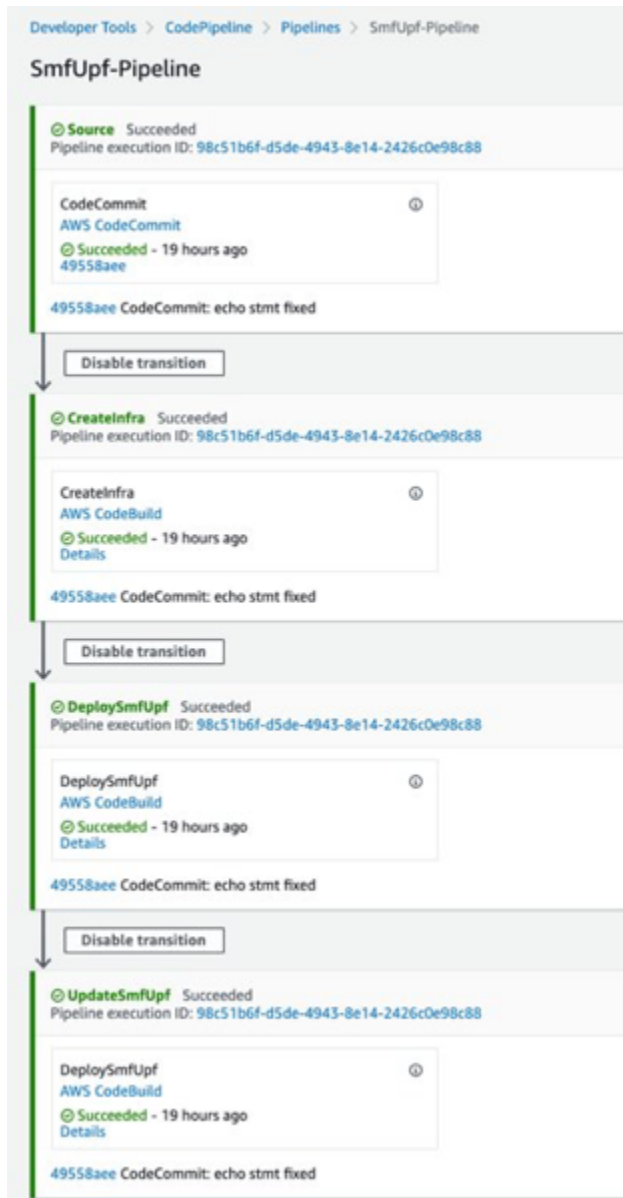 Developer Tools > CodePipeline > Pipelines > SmfUpf-Pipeline
SmfUpf-Pipeline
Source Succeeded
Pipeline execution ID: 98c51b6f-d5de-4943-8e14-2426c0e98c88
CodeCommit
AWS CodeCommit
Succeeded - 19 hours ago
49558aee
49558aee CodeCommit: echo stmt fixed
Disable transition
CreateInfra Succeeded
Pipeline execution ID: 98c51b6f-d5de-4943-8e14-2426c0e98c88
CreateInfra
AWS CodeBuild
Succeeded - 19 hours ago
Details
49558aee CodeCommit: echo stmt fixed
Disable transition
DeploySmfUpf Succeeded
Pipeline execution ID: 98c51b6f-d5de-4943-8e14-2426c0e98c88
DeploySmfUpf
AWS CodeBuild
Succeeded - 19 hours ago
Details
49558aee CodeCommit: echo stmt fixed
Disable transition
UpdateSmfUpf Succeeded
Pipeline execution ID: 98c51b6f-d5de-4943-8e14-2426c0e98c88
DeploySmfUpf
AWS CodeBuild
Succeeded - 19 hours ago
Details
49558aee CodeCommit: echo stmt fixed